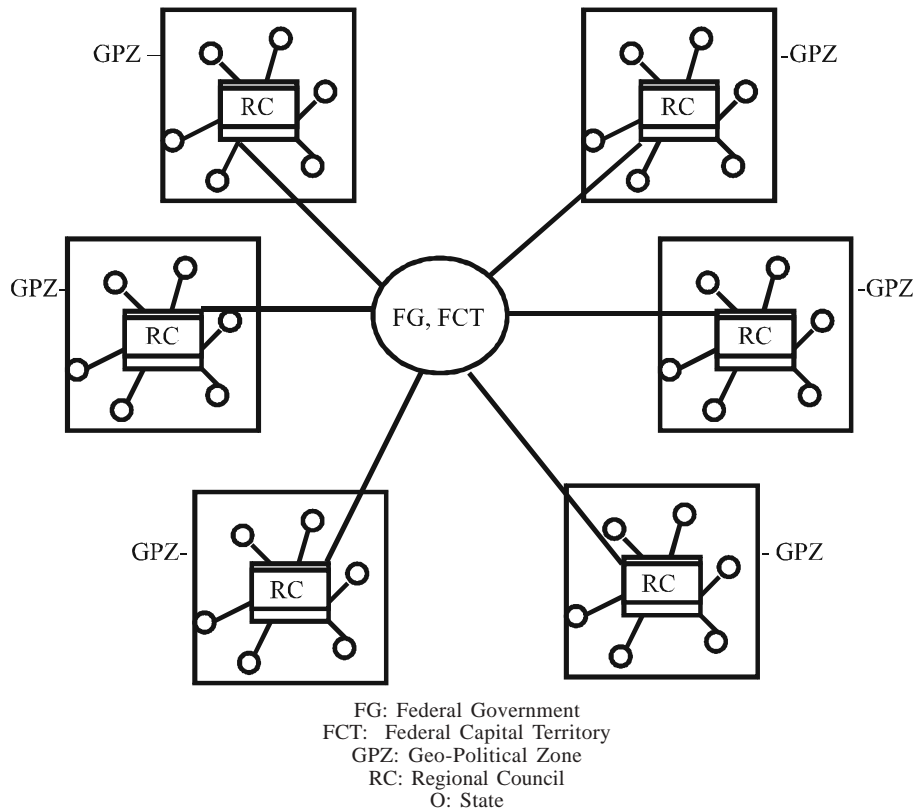 GPZ –
-GPZ
RC
RC
GPZ-
-GPZ
RC
FG, FCT
RC
GPZ-
- GPZ
RC
RC
FG: Federal Government
FCT: Federal Capital Territory
GPZ: Geo-Political Zone
RC: Regional Council
O: State